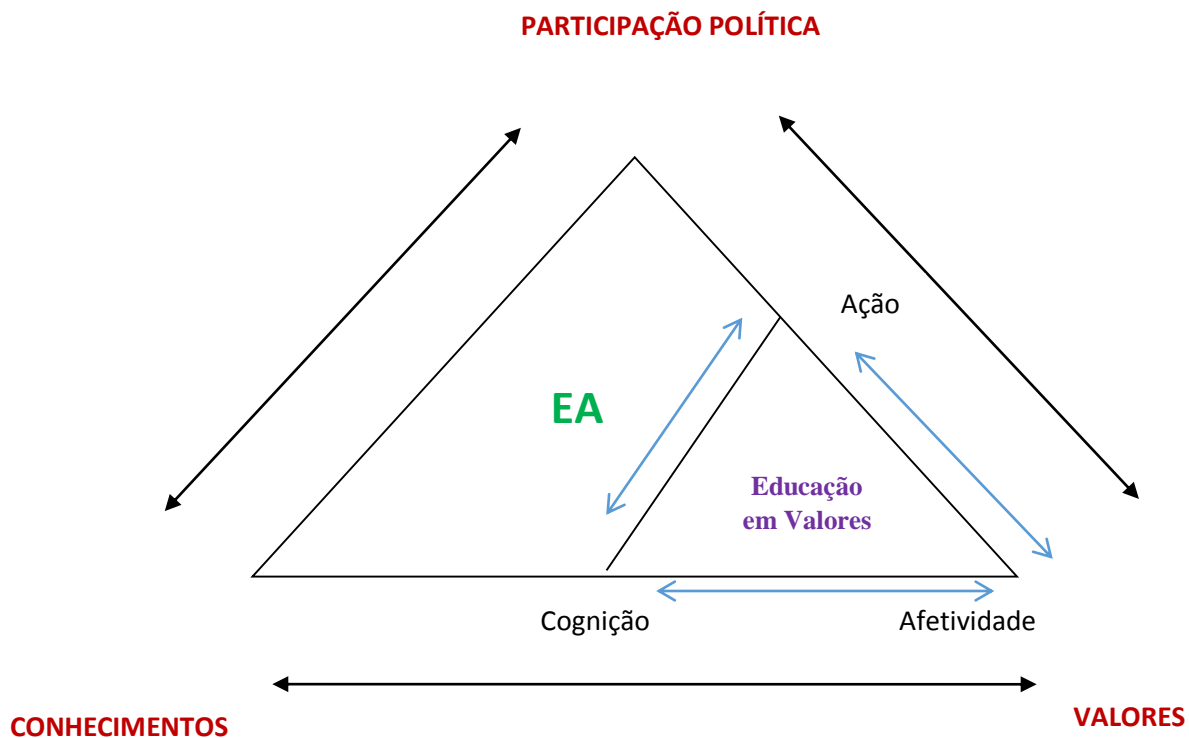 PARTICIPAÇÃO POLÍTICA
Ação
EA
Educação
em Valores
Cognição
Afetividade
CONHECIMENTOS
VALORES